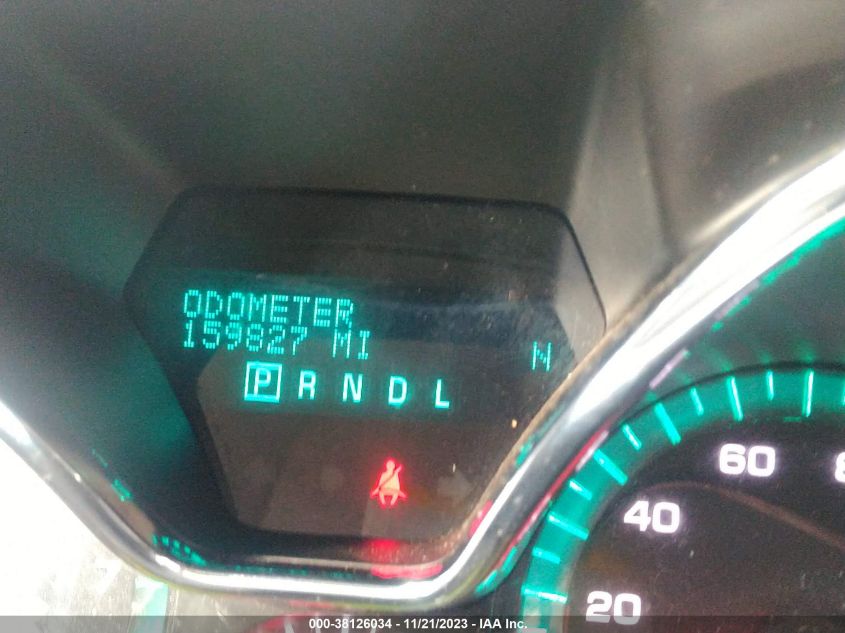 ODOMETER
159827 MI
N
P R N D L
60
40
20
000-38126034 - 11/21/2023 - IAA Inc.